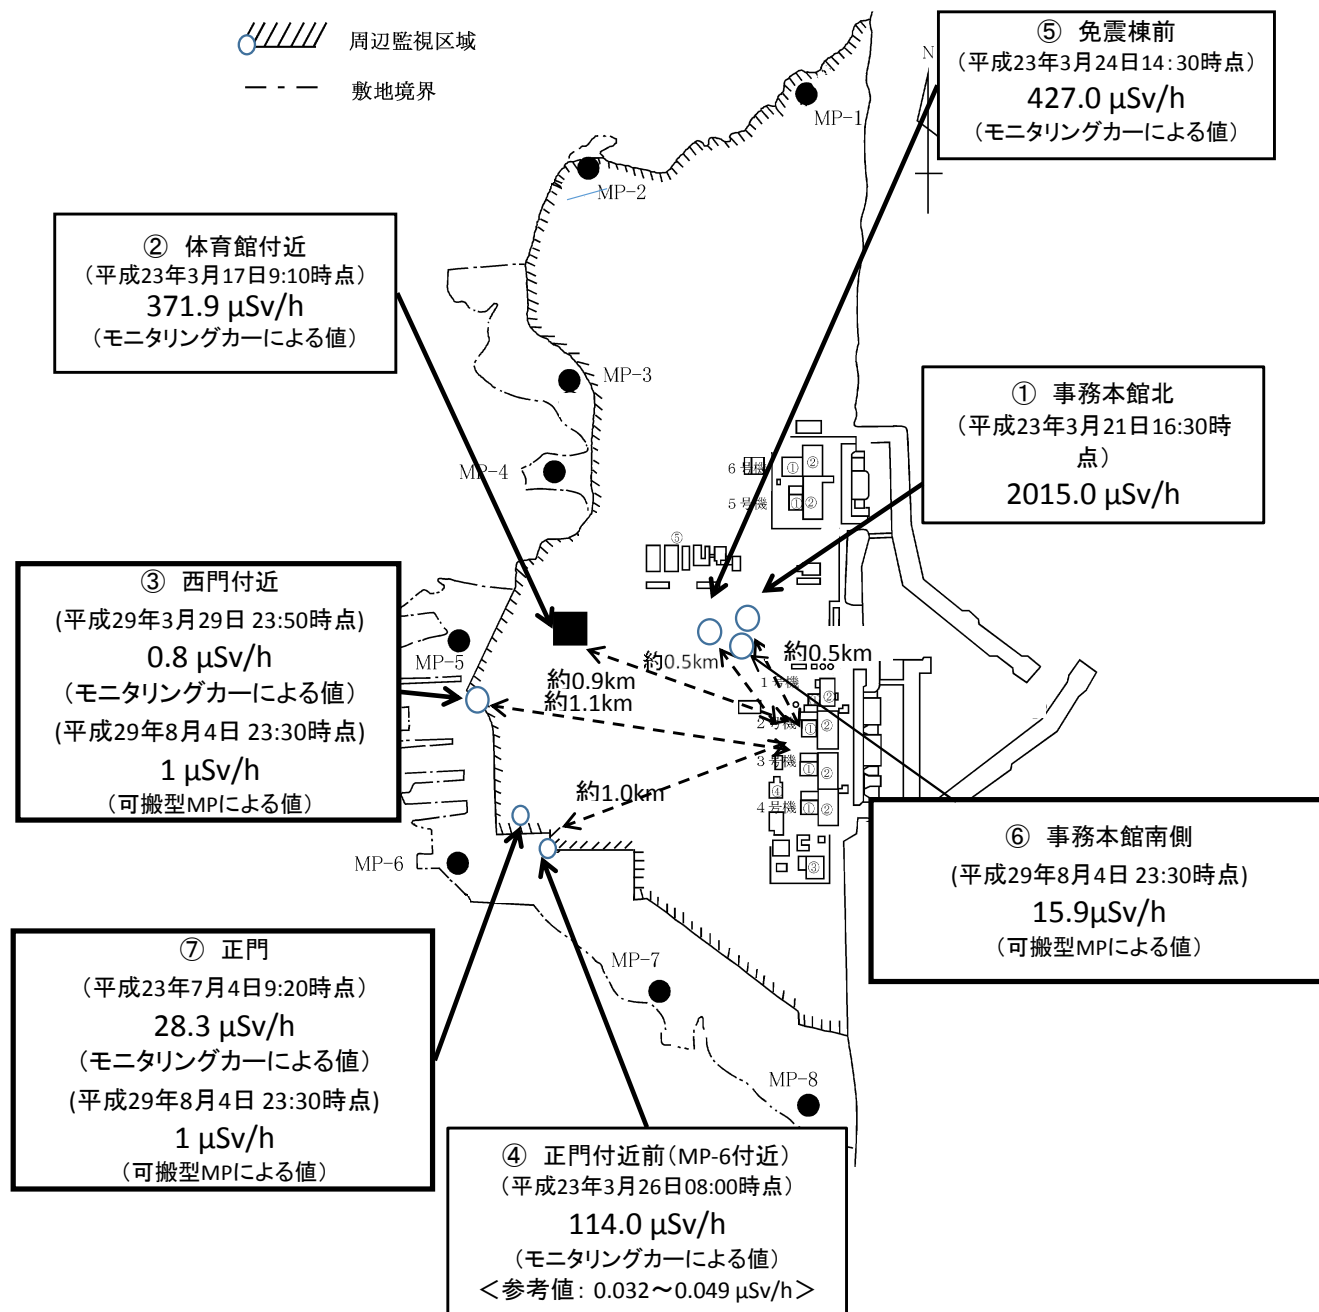 周辺監視区域
敷地境界
⑤ 免震棟前
（平成23年3月24日14：30時点）
427.0 μSv/h
（モニタリングカーによる値）
N
MP-1
MP-2
② 体育館付近
（平成23年3月17日9:10時点）
371.9 μSv/h
（モニタリングカーによる値）
MP-3
① 事務本館北
（平成23年3月21日16:30時
点）
2015.0 μSv/h
MP-4
6号機
①
②
5号機
①
②
⑤
③ 西門付近
(平成29年3月29日 23:50時点)
0.8 μSv/h
（モニタリングカーによる値）
(平成29年8月4日 23:30時点)
1 μSv/h
（可搬型MPによる値）
MP-5
約0.5km
約0.5km
約0.9km
約1.1km
1号機
②
2号機
①
②
3号機
①
②
約1.0km
④
4号機
①
②
③
MP-6
⑥ 事務本館南側
(平成29年8月4日 23:30時点)
15.9μSv/h
（可搬型MPによる値）
⑦ 正門
（平成23年7月4日9:20時点）
28.3 μSv/h
（モニタリングカーによる値）
(平成29年8月4日 23:30時点)
1 μSv/h
（可搬型MPによる値）
MP-7
MP-8
④ 正門付近前（MP-6付近）
（平成23年3月26日08:00時点）
114.0 μSv/h
（モニタリングカーによる値）
＜参考値： 0.032～0.049 μSv/h＞